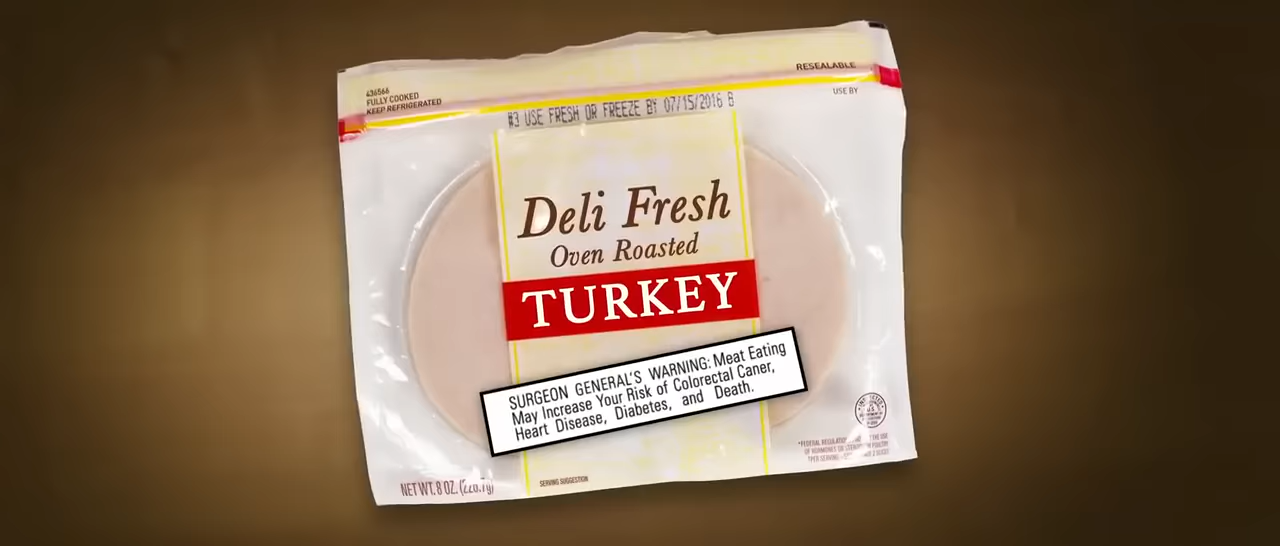 436566
FULLY COOKED
KEEP REFRIGERATED
RESEALABLE
USE BY
#3 USE FRESH OR FREEZE BY 07/15/2016 B
Deli Fresh
Oven Roasted
TURKEY
SURGEON GENERAL'S WARNING: Meat Eating
May Increase Your Risk of Colorectal Caner,
Heart Disease, Diabetes, and Death.
NET WT. 8 OZ. (226.7g)
SERVING SUGGESTION